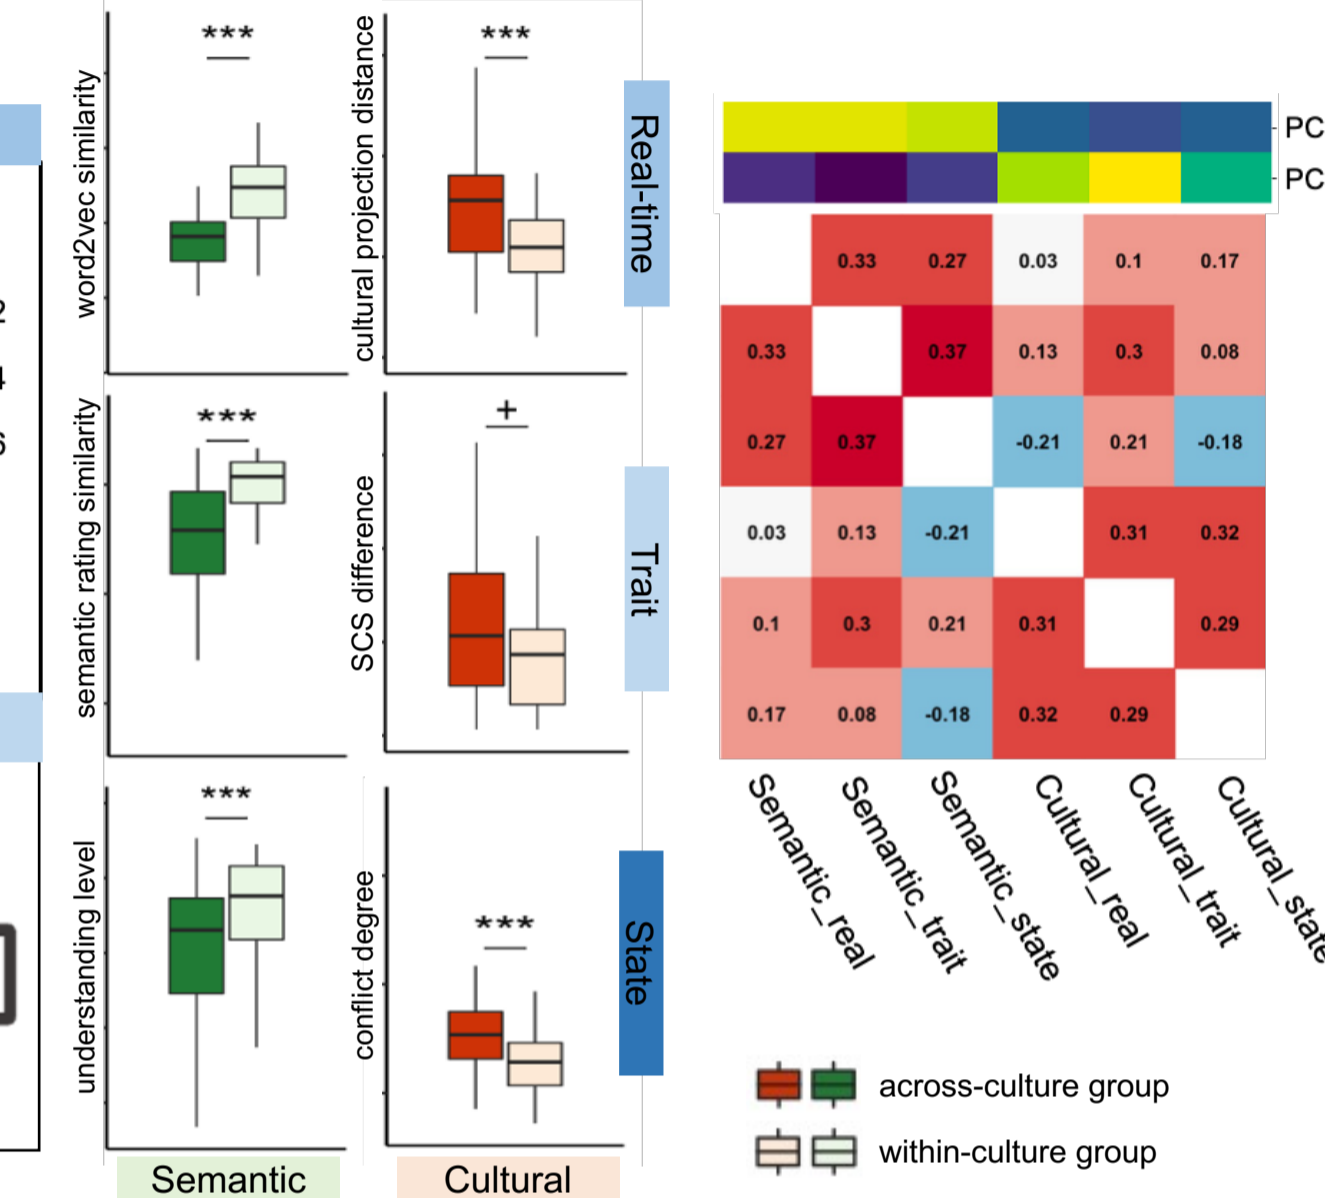 ***
***
word2vec similarity
cultural projection distance
Real-time
***
+
semantic rating similarity
SCS difference
Trait
***
***
understanding level
conflict degree
State
Semantic
Cultural
PC
PC
0.33 0.27 0.03 0.1 0.17
0.33 0.37 0.13 0.3 0.08
0.27 0.37 -0.21 0.21 -0.18
0.03 0.13 -0.21 0.31 0.32
0.1 0.3 0.21 0.31 0.29
0.17 0.08 -0.18 0.32 0.29
Semantic_real
Semantic_trait
Semantic_state
Cultural_real
Cultural_trait
Cultural_state
across-culture group
within-culture group